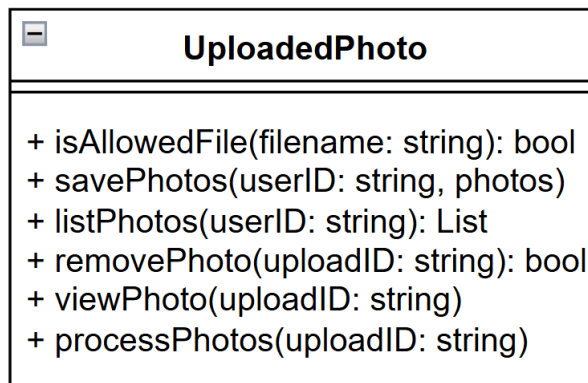 UploadedPhoto
+ isAllowedFile(filename: string): bool
+ savePhotos(userID: string, photos)
+ listPhotos(userID: string): List
+ removePhoto(uploadID: string): bool
+ viewPhoto(uploadID: string)
+ processPhotos(uploadID: string)